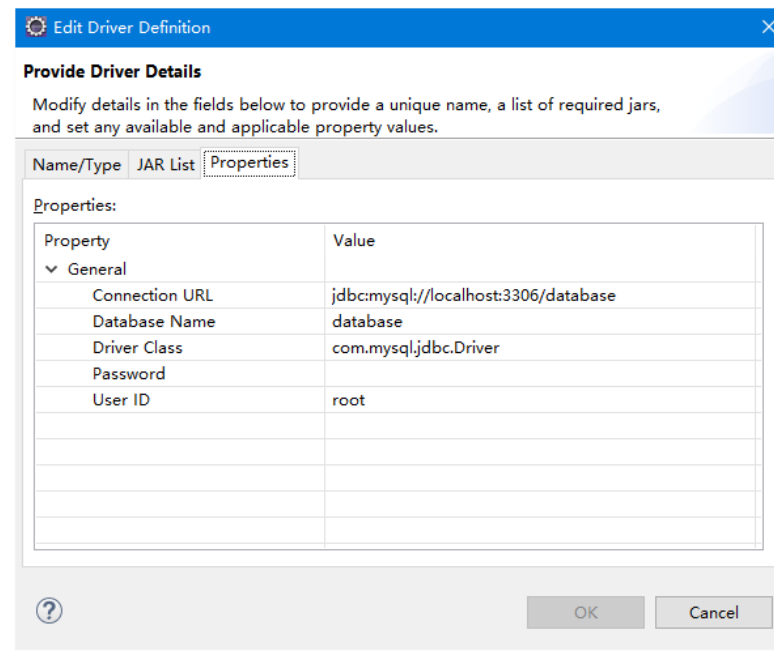 Edit Driver Definition
Provide Driver Details
Modify details in the fields below to provide a unique name, a list of required jars,
and set any available and applicable property values.
Name/Type JAR List Properties
Properties:
Property Value
General
Connection URL jdbc:mysql://localhost:3306/database
Database Name database
Driver Class com.mysql.jdbc.Driver
Password
User ID root
? OK Cancel